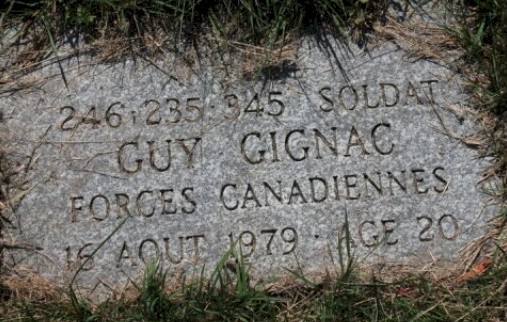 246·235·345 SOLDAT
GUY GIGNAC
FORCES CANADIENNES
16 AOUT 1979 · AGE 20